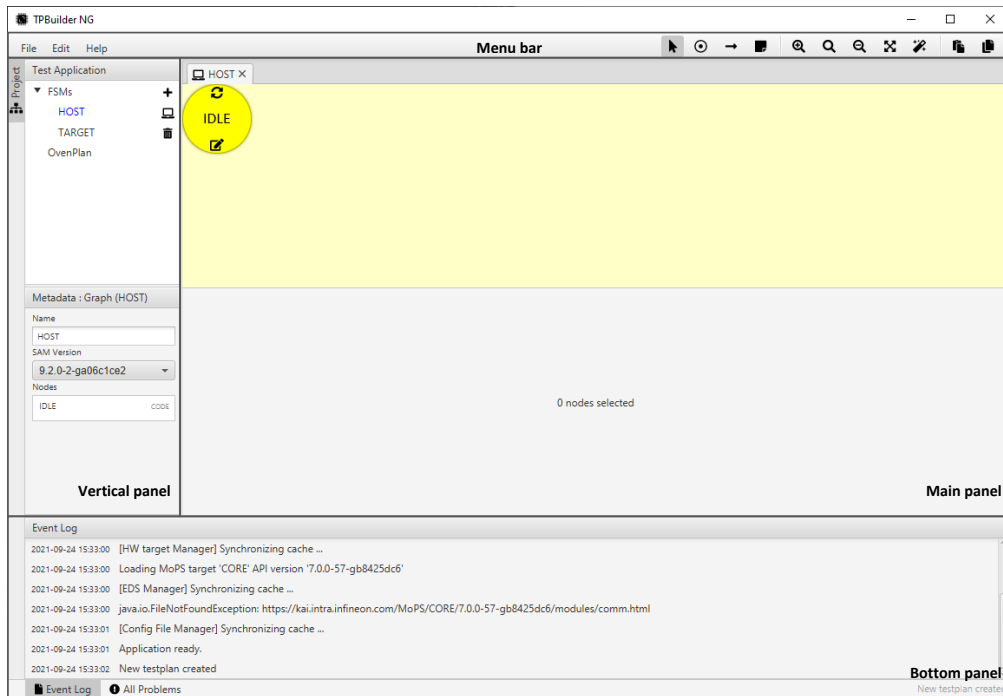 TPBuilder NG
File Edit Help Menu bar
Project
Test Application
FSMs
HOST
TARGET
OvenPlan
HOST
IDLE
Metadata : Graph (HOST)
Name
HOST
SAM Version
9.2.0-2-ga06c1ce2
Nodes
IDLE CODE
Vertical panel
0 nodes selected
Main panel
Event Log
2021-09-24 15:33:00 [HW target Manager] Synchronizing cache ...
2021-09-24 15:33:00 Loading MoPS target 'CORE' API version '7.0.0-57-gb8425dc6'
2021-09-24 15:33:00 [EDS Manager] Synchronizing cache ...
2021-09-24 15:33:00 java.io.FileNotFoundException: https://kai.intra.infineon.com/MoPS/CORE/7.0.0-57-gb8425dc6/modules/comm.html
2021-09-24 15:33:01 [Config File Manager] Synchronizing cache ...
2021-09-24 15:33:01 Application ready.
2021-09-24 15:33:02 New testplan created
Bottom panel
Event Log All Problems
New testplan created